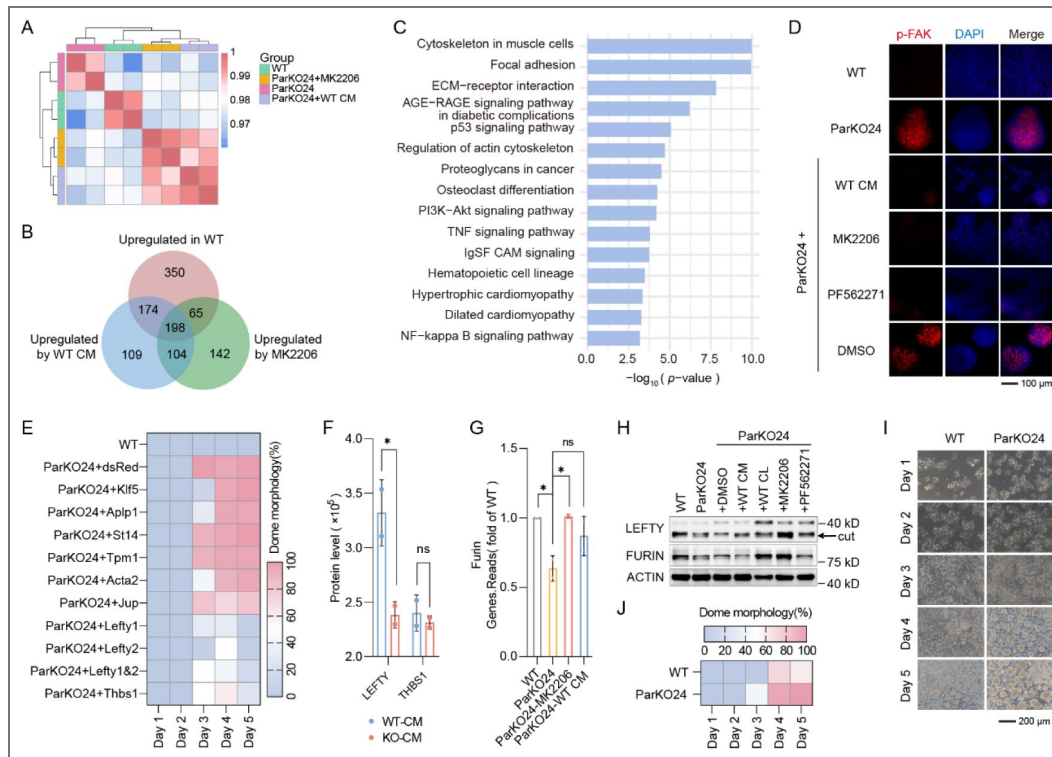 A
1
0.99
0.98
0.97
Group
WT
ParKO24+MK2206
ParKO24
ParKO24+WT CM
B
Upregulated in WT
350
174
65
198
Upregulated by WT CM
109
104
142
Upregulated by MK2206
C
Cytoskeleton in muscle cells
Focal adhesion
ECM−receptor interaction
AGE−RAGE signaling pathway
in diabetic complications
p53 signaling pathway
Regulation of actin cytoskeleton
Proteoglycans in cancer
Osteoclast differentiation
PI3K−Akt signaling pathway
TNF signaling pathway
IgSF CAM signaling
Hematopoietic cell lineage
Hypertrophic cardiomyopathy
Dilated cardiomyopathy
NF−kappa B signaling pathway
0.0 2.5 5.0 7.5 10.0
−log10 ( p−value)
D
p-FAK DAPI Merge
WT
ParKO24
ParKO24 +
WT CM
MK2206
PF562271
DMSO
100 μm
E
WT
ParKO24+dsRed
ParKO24+Klf5
ParKO24+Aplp1
ParKO24+St14
ParKO24+Tpm1
ParKO24+Acta2
ParKO24+Jup
ParKO24+Lefty1
ParKO24+Lefty2
ParKO24+Lefty1&2
ParKO24+Thbs1
Day 1 Day 2 Day 3 Day 4 Day 5
Dome morphology(%)
0 20 40 60 80 100
F
Protein level ( ×10⁵)
4.0
3.5
3.0
2.5
2.0
*
ns
LEFTY THBS1
WT-CM
KO-CM
G
Furin
Genes.Reads( fold of WT )
1.5
1.0
0.5
0.0
ns
* *
WT
ParKO24
ParKO24-MK2206
ParKO24-WT CM
H
ParKO24
WT ParKO24 +DMSO +WT CM +WT CL +MK2206 +PF562271
LEFTY
40 kD
cut
FURIN
75 kD
ACTIN
40 kD
I
WT ParKO24
Day 1
Day 2
Day 3
Day 4
Day 5
200 μm
J
Dome morphology(%)
0 20 40 60 80 100
WT
ParKO24
Day 1 Day 2 Day 3 Day 4 Day 5